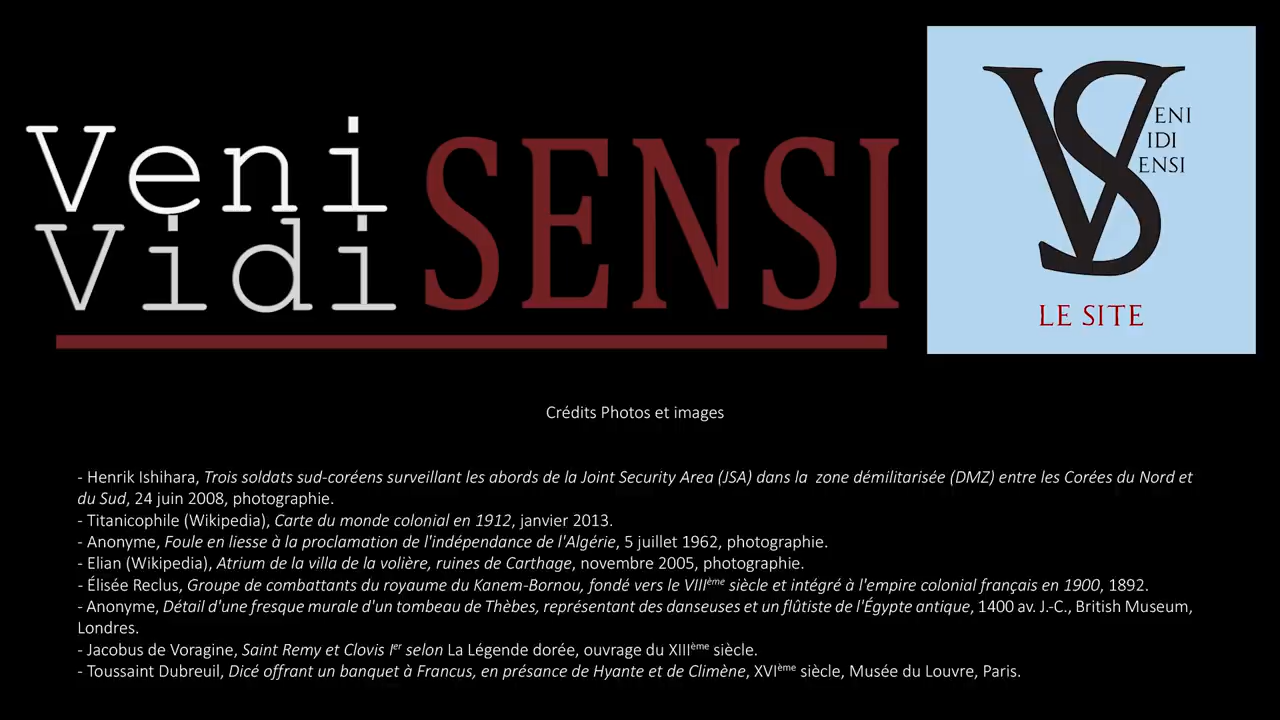 Veni
Vidi
SENSI
VS
ENI
IDI
ENSI
LE SITE
Crédits Photos et images
- Henrik Ishihara, Trois soldats sud-coréens surveillant les abords de la Joint Security Area (JSA) dans la  zone démilitarisée (DMZ) entre les Corées du Nord et
du Sud, 24 juin 2008, photographie.
- Titanicophile (Wikipedia), Carte du monde colonial en 1912, janvier 2013.
- Anonyme, Foule en liesse à la proclamation de l'indépendance de l'Algérie, 5 juillet 1962, photographie.
- Elian (Wikipedia), Atrium de la villa de la volière, ruines de Carthage, novembre 2005, photographie.
- Élisée Reclus, Groupe de combattants du royaume du Kanem-Bornou, fondé vers le VIIIème siècle et intégré à l'empire colonial français en 1900, 1892.
- Anonyme, Détail d'une fresque murale d'un tombeau de Thèbes, représentant des danseuses et un flûtiste de l'Égypte antique, 1400 av. J.-C., British Museum,
Londres.
- Jacobus de Voragine, Saint Remy et Clovis Ier selon La Légende dorée, ouvrage du XIIIème siècle.
- Toussaint Dubreuil, Dicé offrant un banquet à Francus, en présance de Hyante et de Climène, XVIème siècle, Musée du Louvre, Paris.